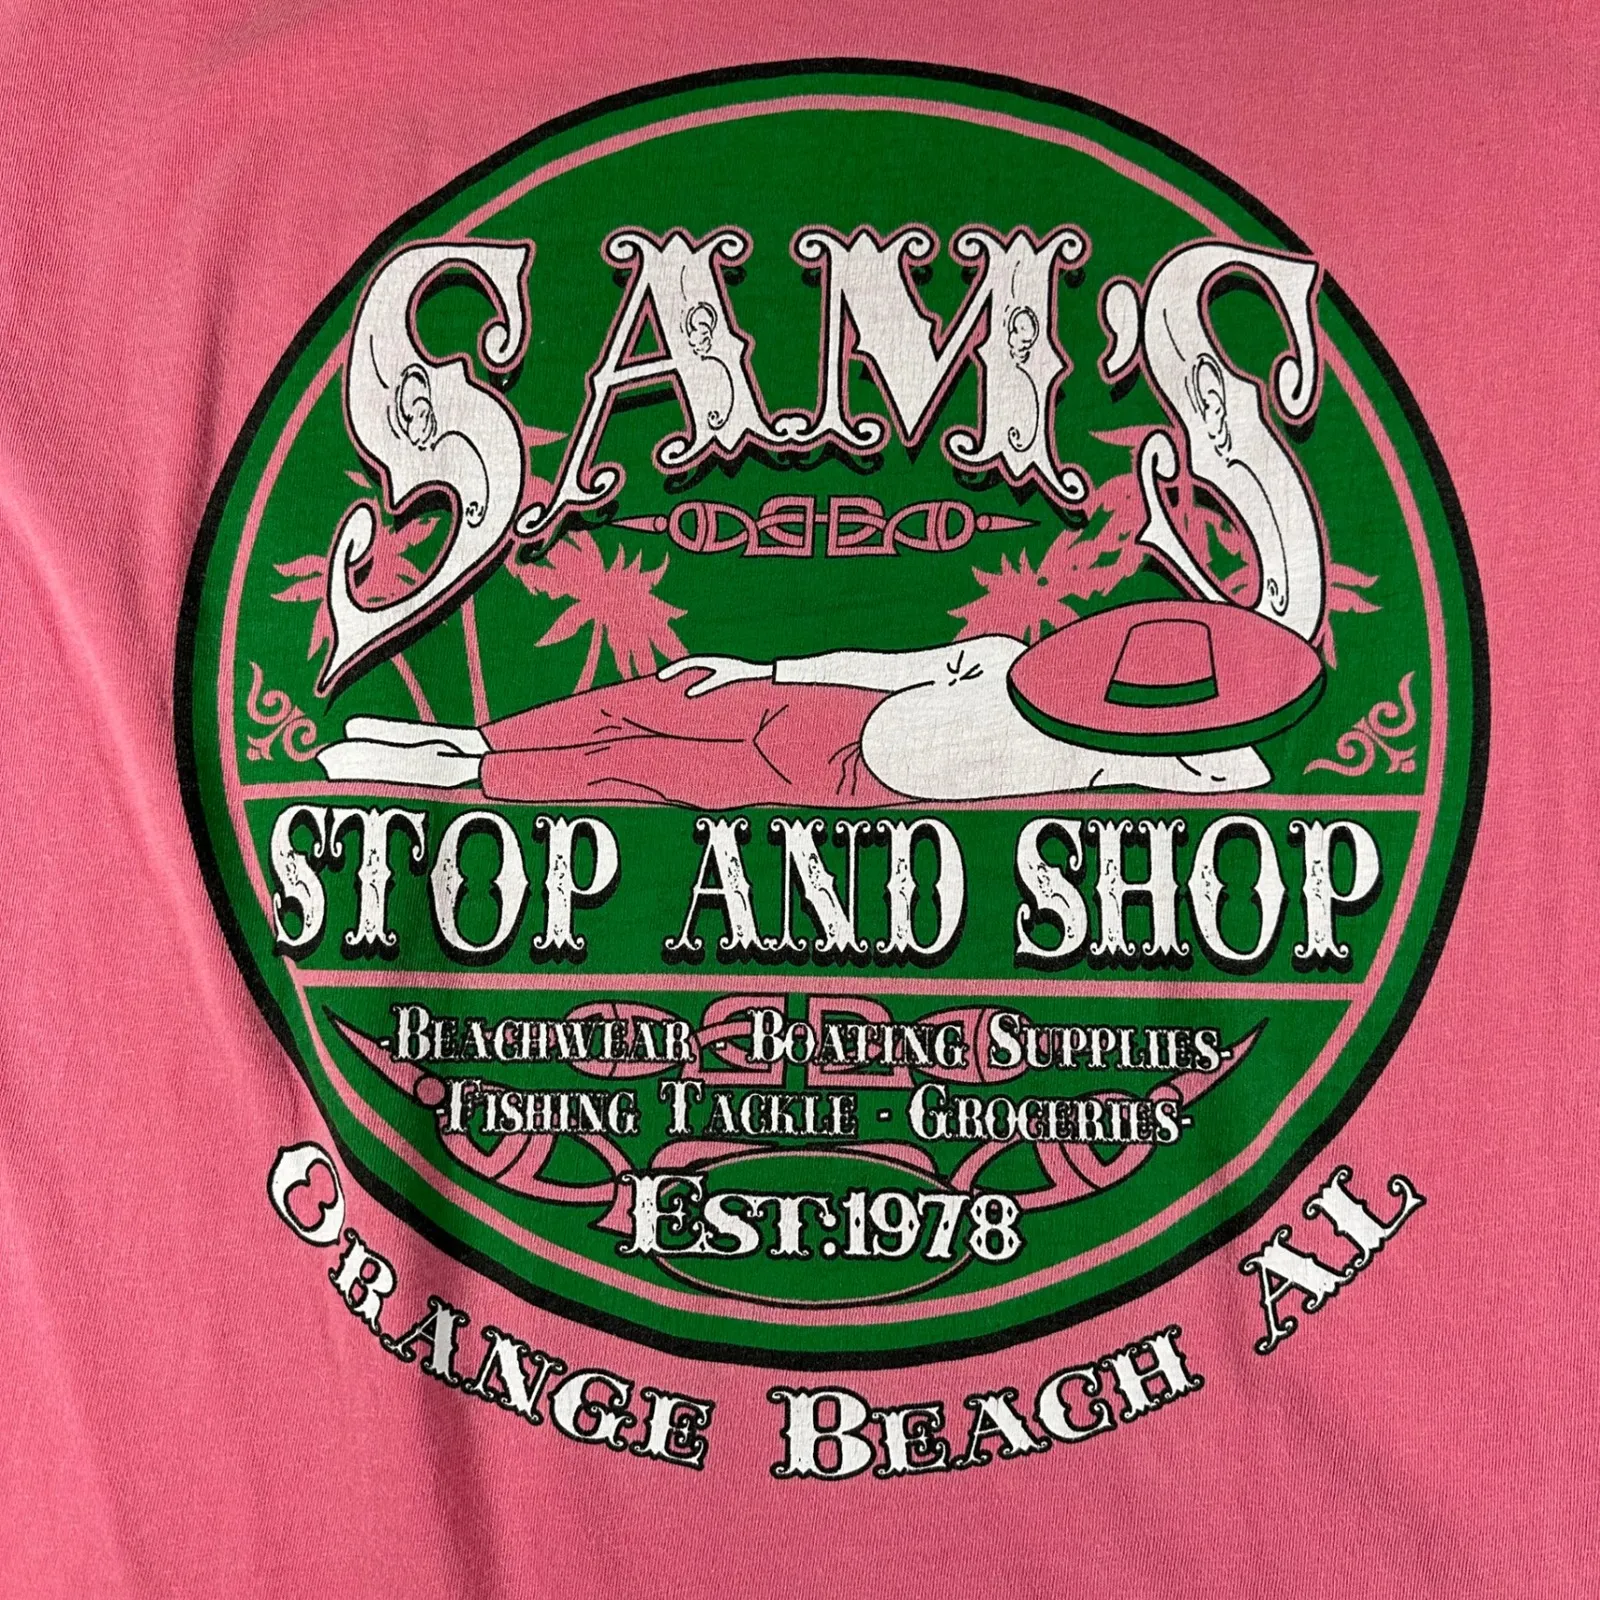 SAM'S
STOP AND SHOP
-BEACHWEAR - BOATING SUPPLIES-
-FISHING TACKLE - GROCERIES-
EST:1978
ORANGE BEACH AL